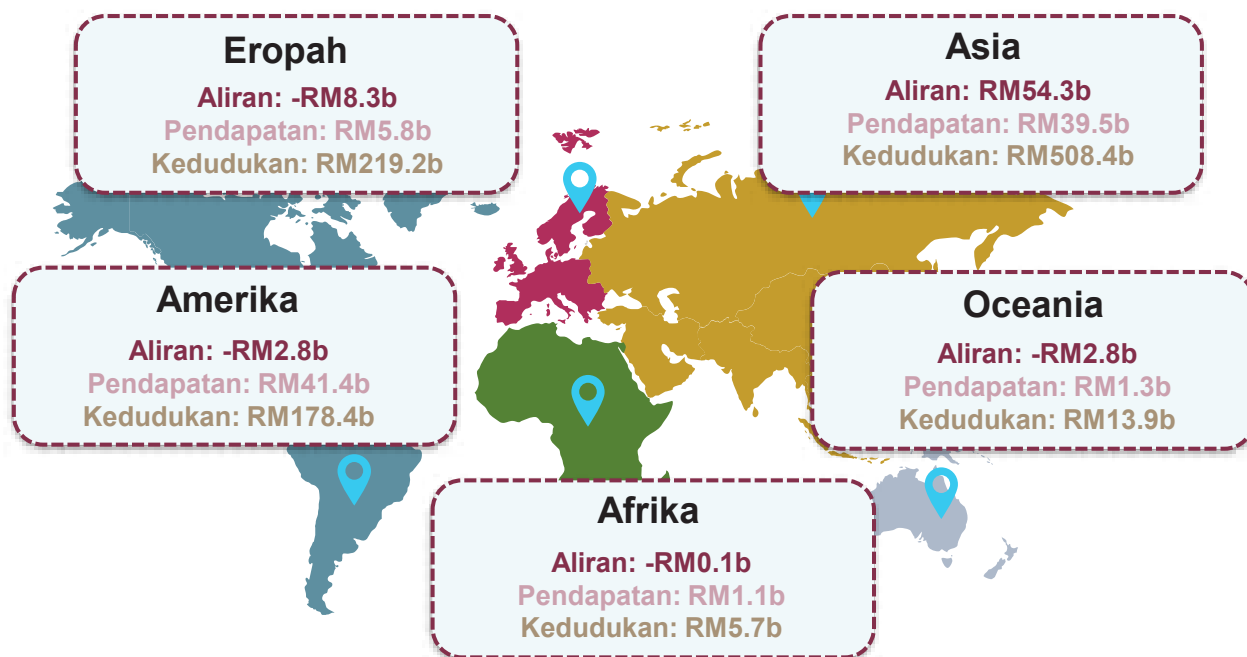 Eropah
Aliran: -RM8.3b
Pendapatan: RM5.8b
Kedudukan: RM219.2b
Asia
Aliran: RM54.3b
Pendapatan: RM39.5b
Kedudukan: RM508.4b
Amerika
Aliran: -RM2.8b
Pendapatan: RM41.4b
Kedudukan: RM178.4b
Oceania
Aliran: -RM2.8b
Pendapatan: RM1.3b
Kedudukan: RM13.9b
Afrika
Aliran: -RM0.1b
Pendapatan: RM1.1b
Kedudukan: RM5.7b